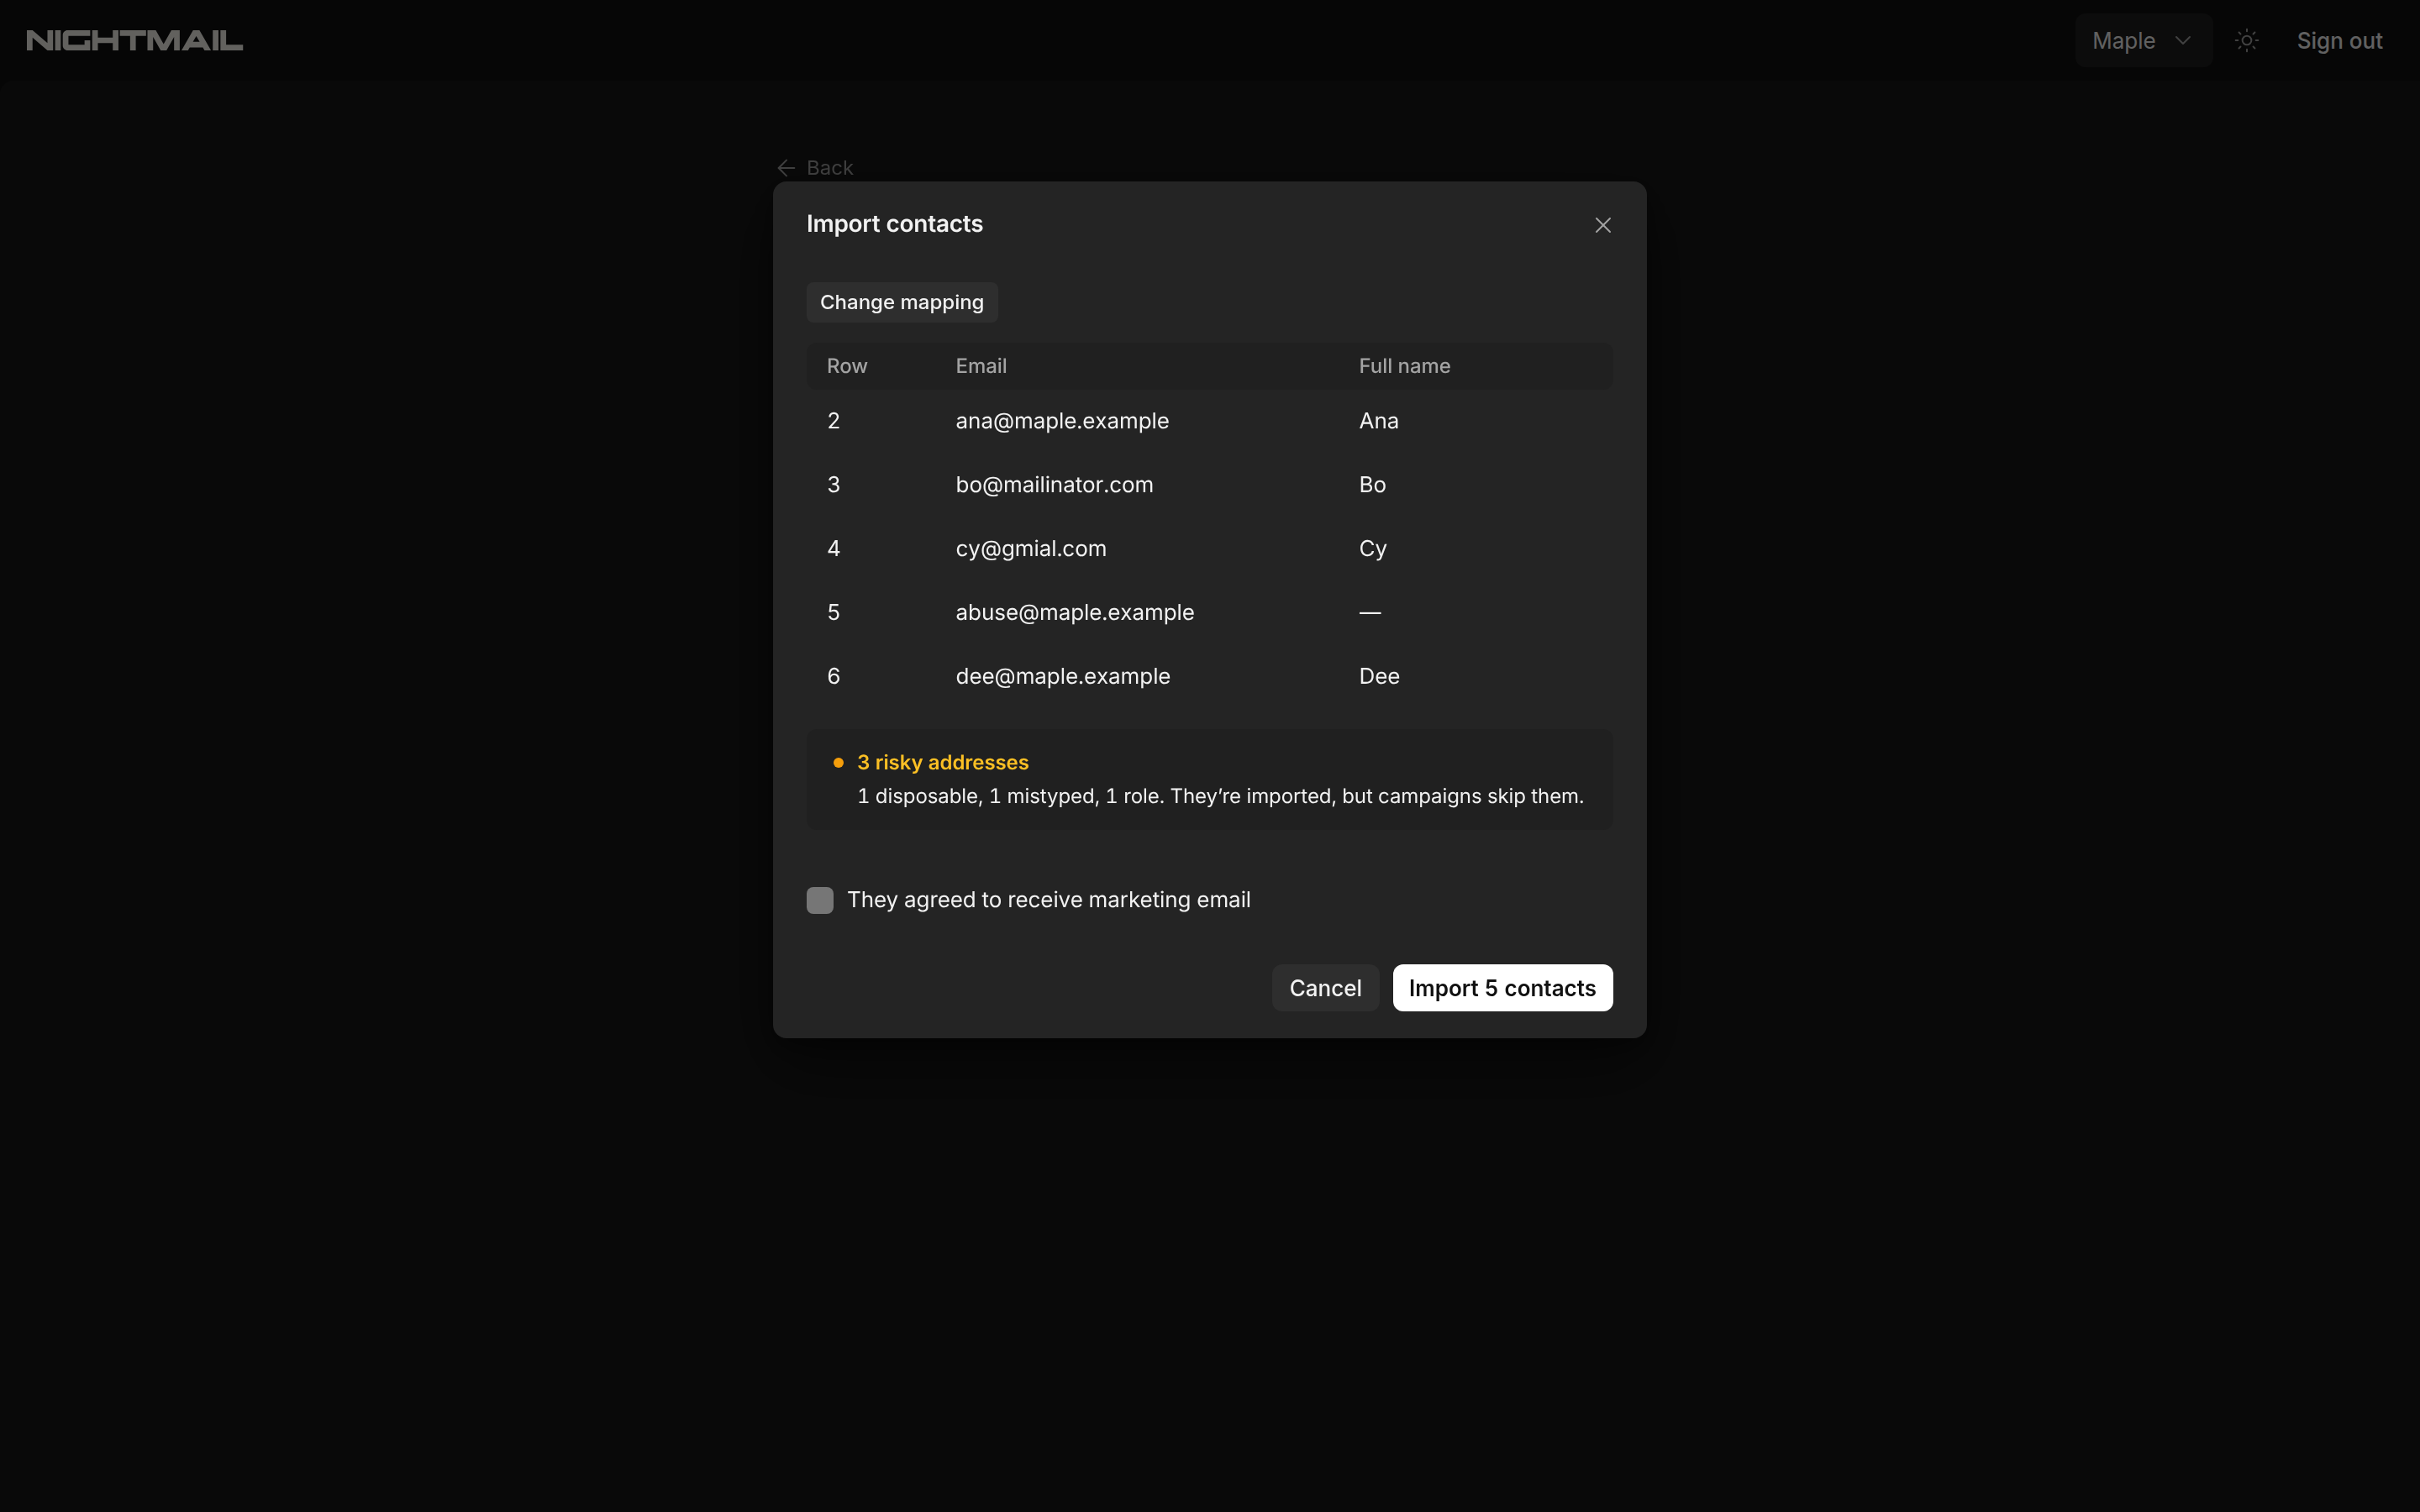 NIGHTMAIL
Maple
Sign out
Back
Import contacts
Change mapping
Row Email Full name
2 ana@maple.example Ana
3 bo@mailinator.com Bo
4 cy@gmial.com Cy
5 abuse@maple.example —
6 dee@maple.example Dee
3 risky addresses
1 disposable, 1 mistyped, 1 role. They’re imported, but campaigns skip them.
They agreed to receive marketing email
Cancel Import 5 contacts